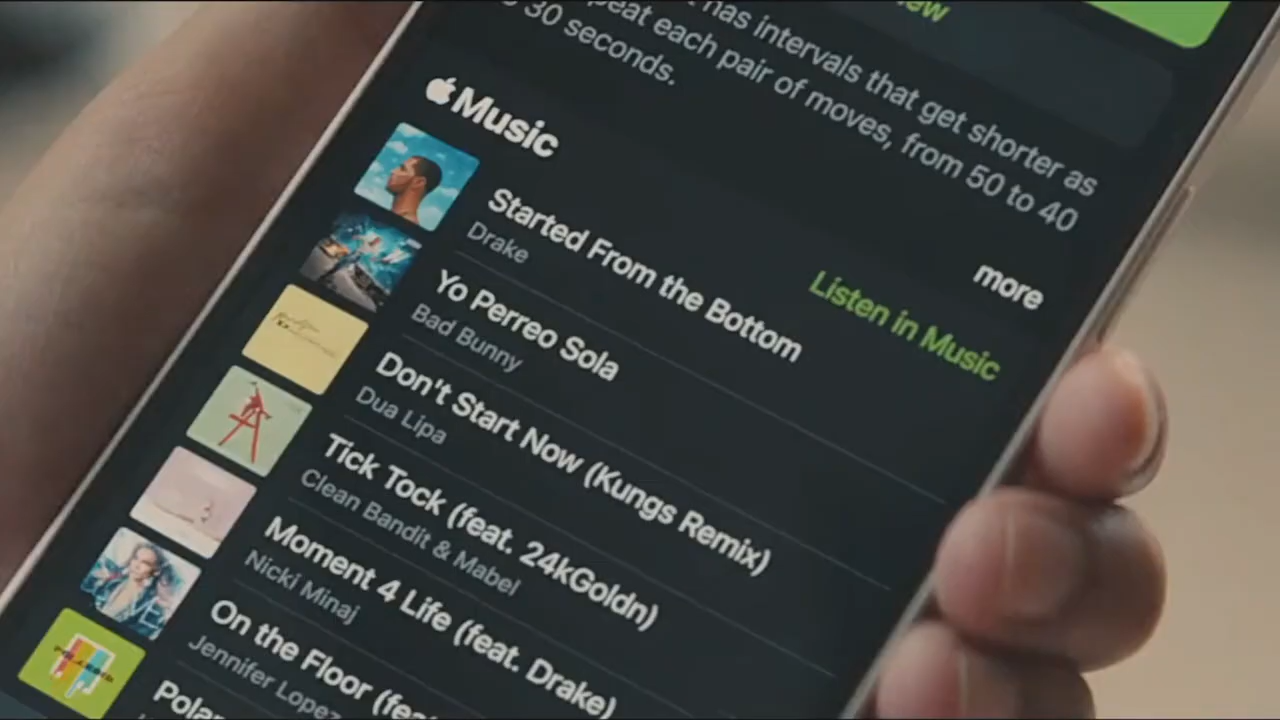 ew
has intervals that get shorter as
peat each pair of moves, from 50 to 40
30 seconds.
more
Music
Listen in Music
Started From the Bottom
Drake
Yo Perreo Sola
Bad Bunny
Don't Start Now (Kungs Remix)
Dua Lipa
Tick Tock (feat. 24kGoldn)
Clean Bandit & Mabel
Moment 4 Life (feat. Drake)
Nicki Minaj
On the Floor (fea
Jennifer Lopez
Polar